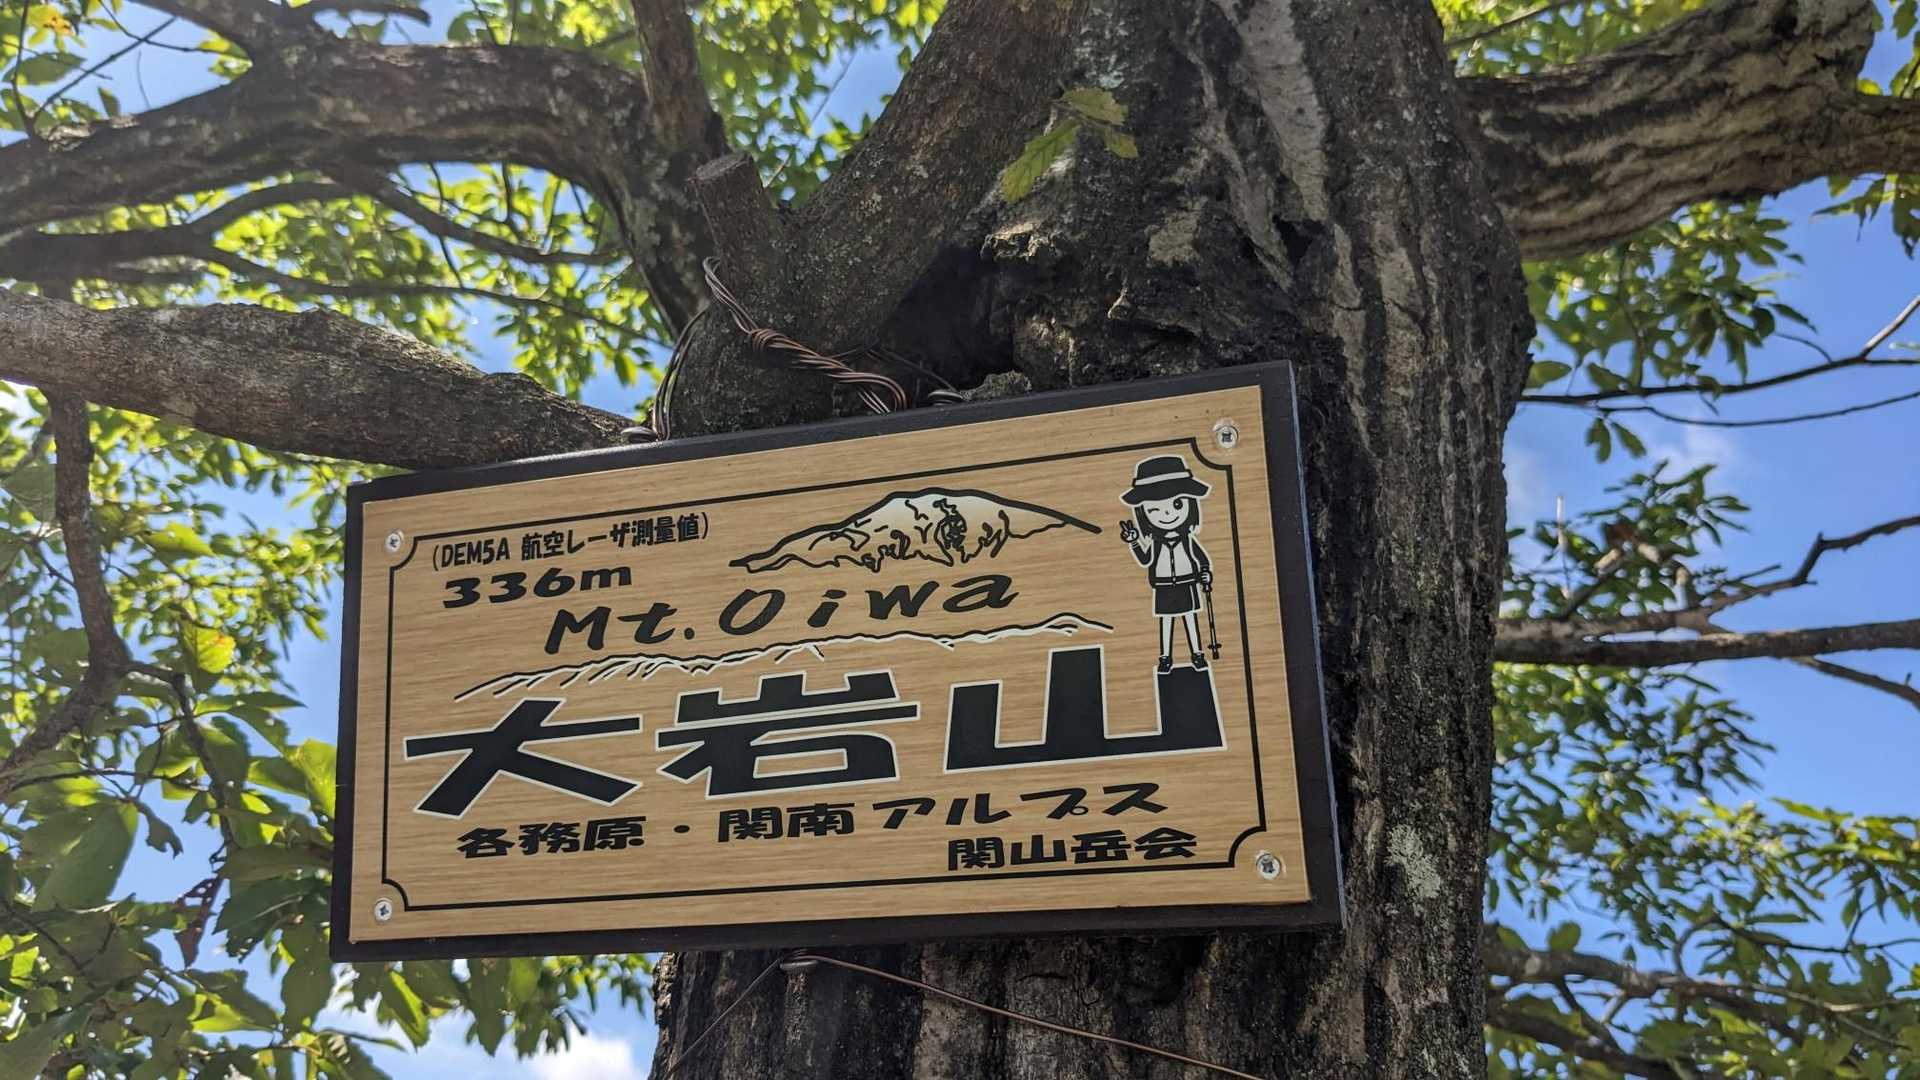 (DEM5A 航空レーザ測量値)
336m
Mt.Oiwa
大岩山
各務原・関南アルプス
関山岳会